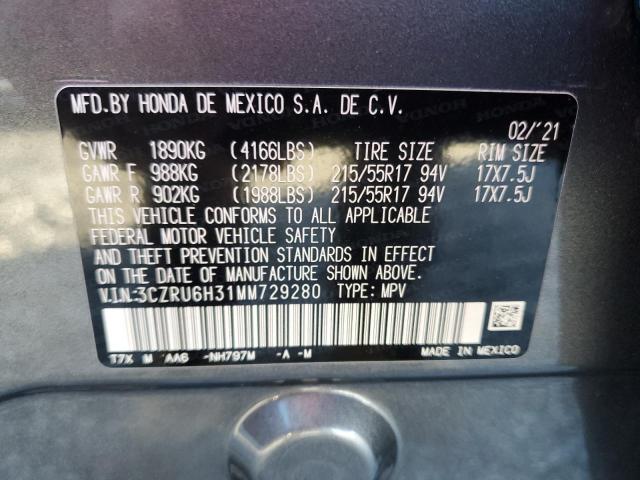 MFD.BY HONDA DE MEXICO S.A. DE C.V.
02/'21
GVWR 1890KG (4166LBS) TIRE SIZE RIM SIZE
GAWR F 988KG (2178LBS) 215/55R17 94V 17X7.5J
GAWR R 902KG (1988LBS) 215/55R17 94V 17X7.5J
THIS VEHICLE CONFORMS TO ALL APPLICABLE
FEDERAL MOTOR VEHICLE SAFETY
AND THEFT PREVENTION STANDARDS IN EFFECT
ON THE DATE OF MANUFACTURE SHOWN ABOVE.
V.I.N.:3CZRU6H31MM729280 TYPE: MPV
T7X M AA6 -NH797M -A -M MADE IN MEXICO